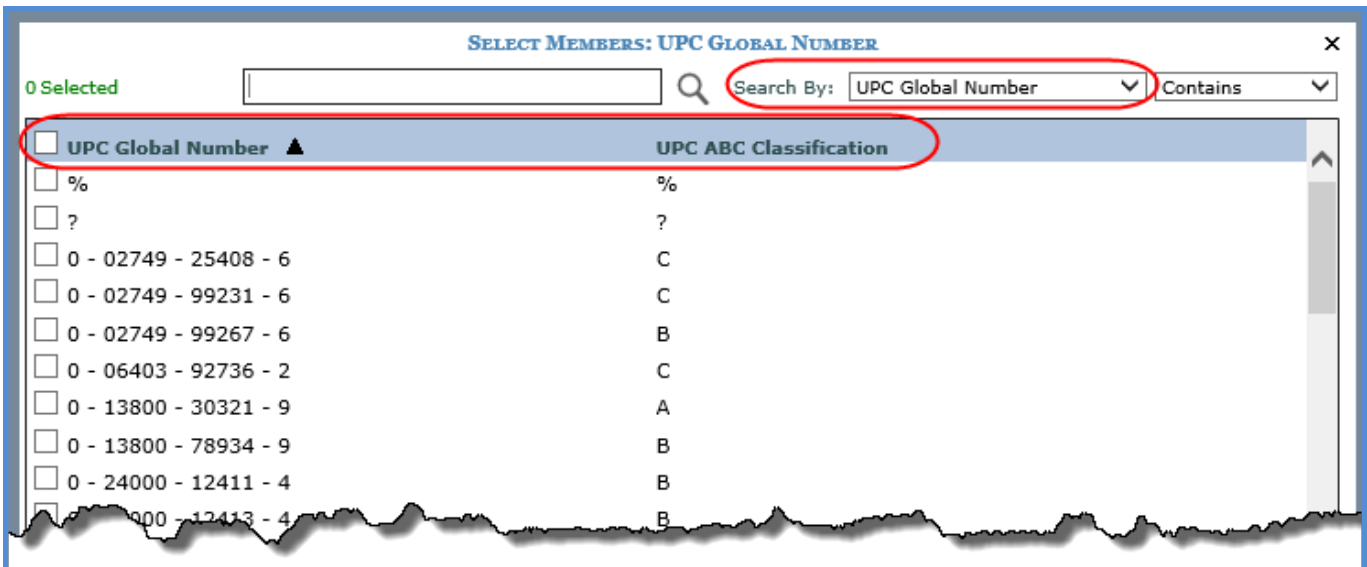 SELECT MEMBERS: UPC GLOBAL NUMBER ×
0 Selected Search By: UPC Global Number Contains
UPC Global Number ▲ UPC ABC Classification
% %
? ?
0 - 02749 - 25408 - 6 C
0 - 02749 - 99231 - 6 C
0 - 02749 - 99267 - 6 B
0 - 06403 - 92736 - 2 C
0 - 13800 - 30321 - 9 A
0 - 13800 - 78934 - 9 B
0 - 24000 - 12411 - 4 B
- 12413 - 4 B